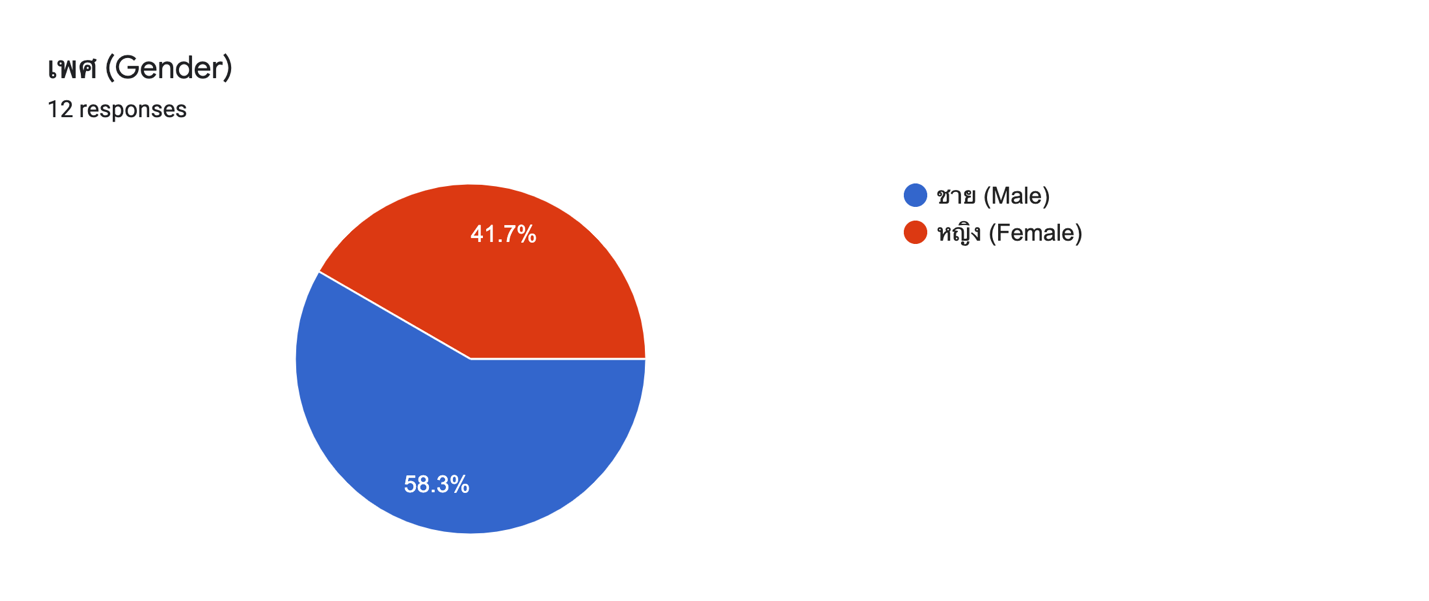 เพศ (Gender)
12 responses
41.7%
58.3%
ชาย (Male)
หญิง (Female)